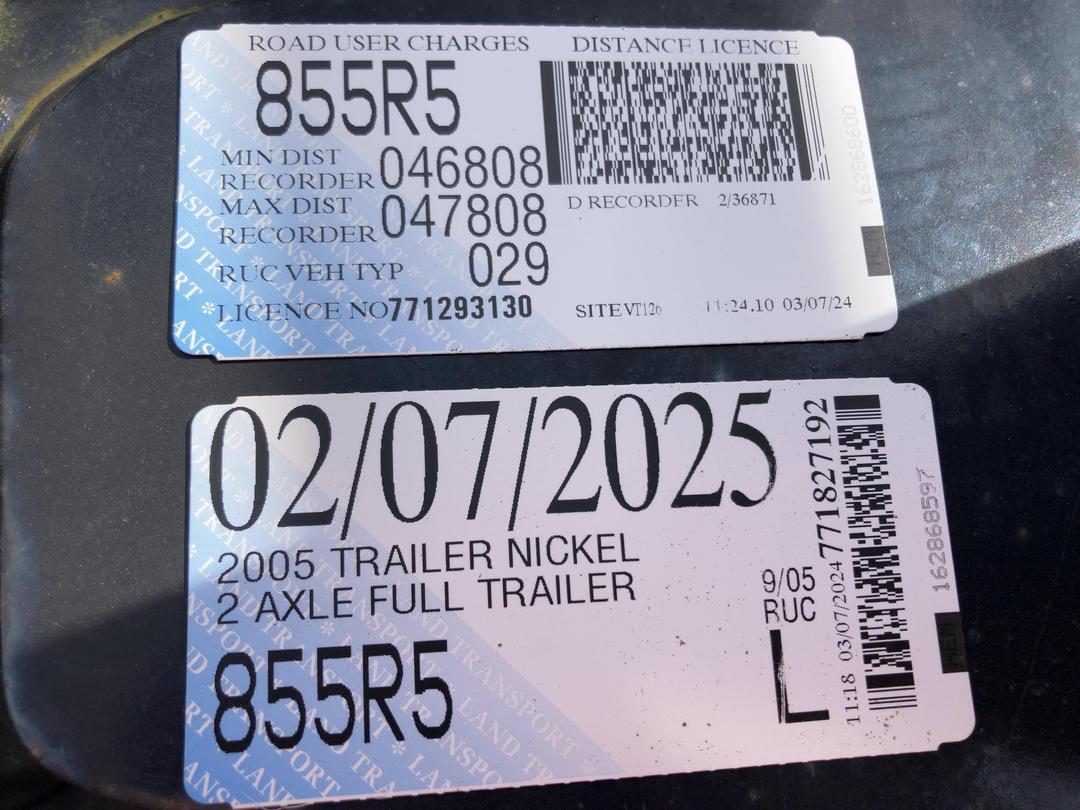 ROAD USER CHARGES DISTANCE LICENCE
855R5
MIN DIST
RECORDER 046808
MAX DIST
RECORDER 047808
D RECORDER 2/36871
RUC VEH TYP 029
LICENCE NO 771293130
SITE VT126 11:24.10 03/07/24
162868600
02/07/2025
2005 TRAILER NICKEL
2 AXLE FULL TRAILER
855R5
9/05
RUC
L
11:18 03/07/2024 771827192
162868597